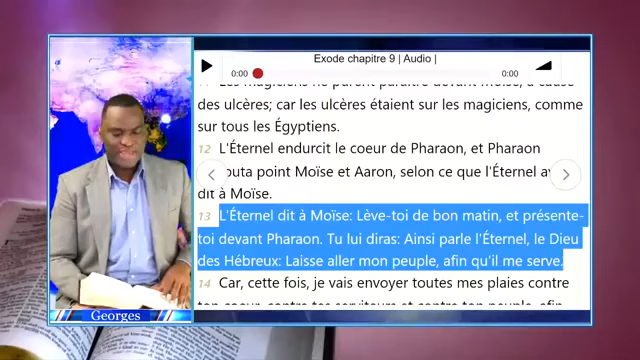 Exode chapitre 9 | Audio |
0:00
0:00
des ulcères; car les ulcères étaient sur les magiciens, comme
sur tous les Égyptiens.
12 L'Éternel endurcit le coeur de Pharaon, et Pharaon
point Moïse et Aaron, selon ce que l'Éternel
dit à Moïse.
13 L'Éternel dit à Moïse: Lève-toi de bon matin, et présente-
toi devant Pharaon. Tu lui diras: Ainsi parle l'Éternel, le Dieu
des Hébreux: Laisse aller mon peuple, afin qu'il me serve.
14 Car, cette fois, je vais envoyer toutes mes plaies contre
Georges